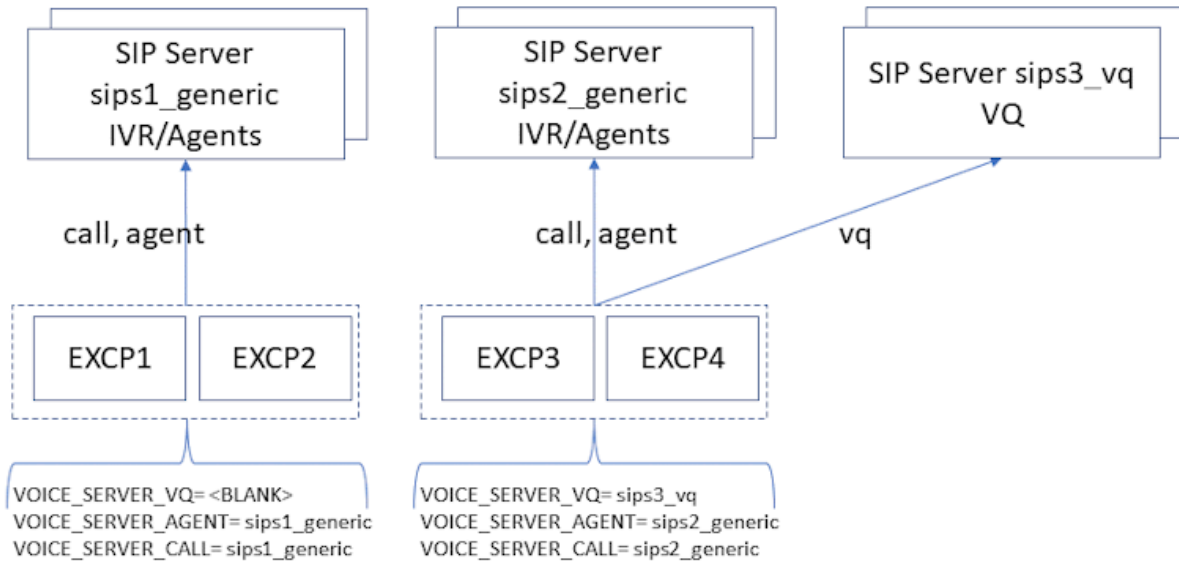 SIP Server
sips1_generic
IVR/Agents
SIP Server
sips2_generic
IVR/Agents
SIP Server sips3_vq
VQ
call, agent
call, agent
vq
EXCP1
EXCP2
EXCP3
EXCP4
VOICE_SERVER_VQ= <BLANK>
VOICE_SERVER_AGENT= sips1_generic
VOICE_SERVER_CALL= sips1_generic
VOICE_SERVER_VQ= sips3_vq
VOICE_SERVER_AGENT= sips2_generic
VOICE_SERVER_CALL= sips2_generic